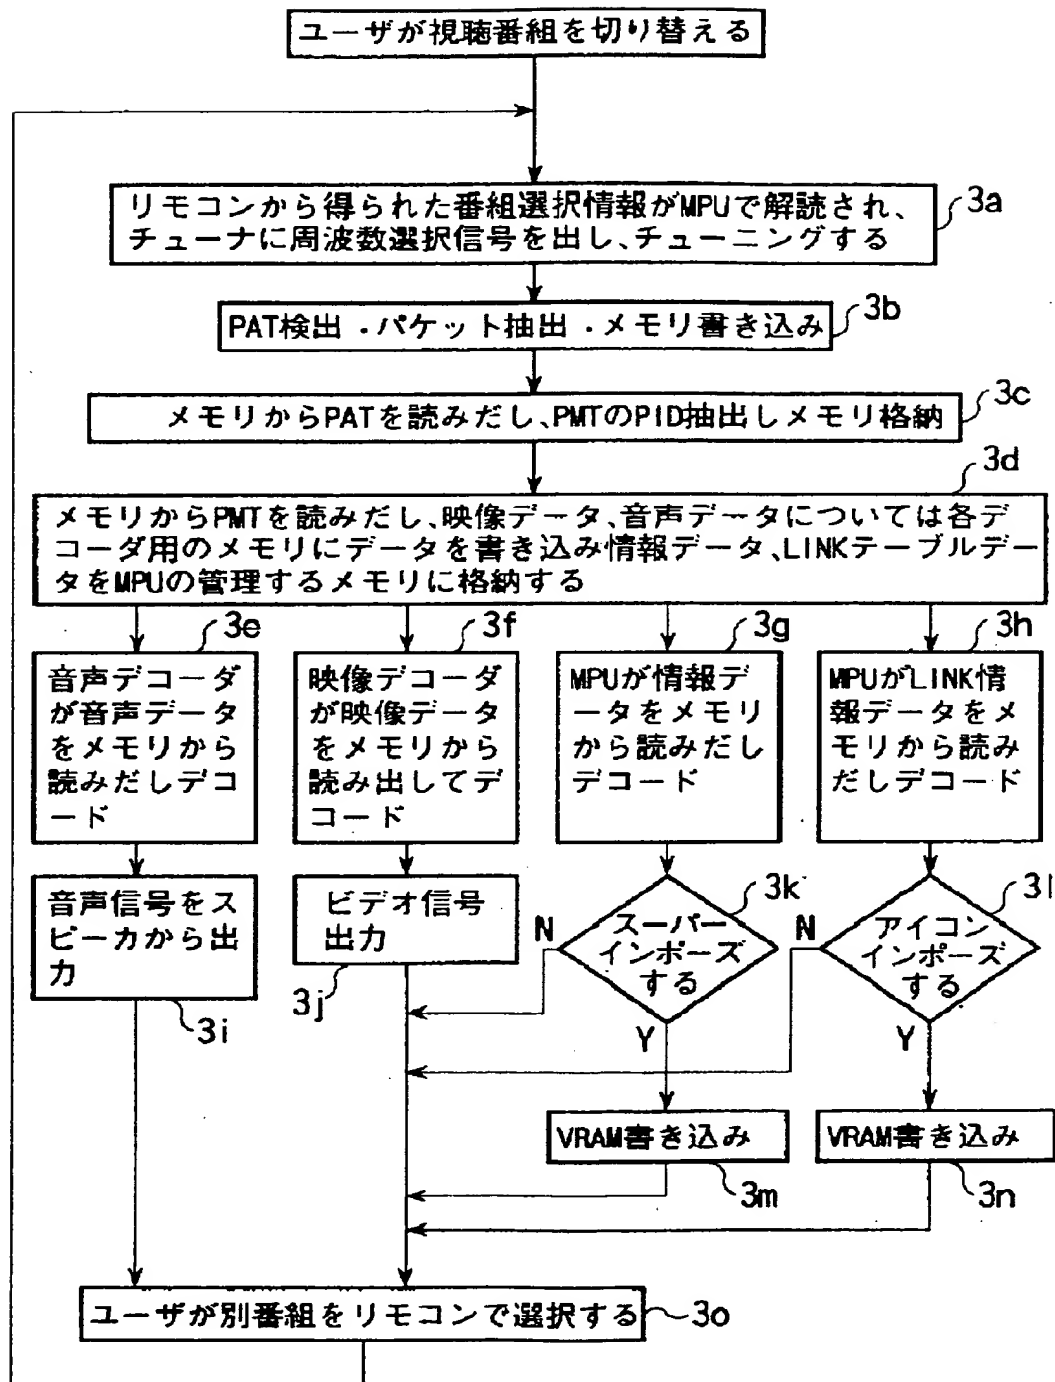 ユーザが視聴番組を切り替える
リモコンから得られた番組選択情報がMPUで解読され、
チューナに周波数選択信号を出し、チューニングする
3a
PAT検出・パケット抽出・メモリ書き込み
3b
メモリからPATを読みだし、PMTのPID抽出しメモリ格納
3c
3d
メモリからPMTを読みだし、映像データ、音声データについては各デ
コーダ用のメモリにデータを書き込み情報データ、LINKテーブルデー
タをMPUの管理するメモリに格納する
3e
音声デコーダ
が音声データ
をメモリから
読みだしデコ
ード
3f
映像デコーダ
が映像データ
をメモリから
読み出してデ
コード
3g
MPUが情報デ
ータをメモリ
から読みだし
デコード
3h
MPUがLINK情
報データをメ
モリから読み
だしデコード
音声信号をス
ピーカから出
力
3i
ビデオ信号
出力
3j
3k
スーパー
インポーズ
する
N
Y
3l
アイコン
インポーズ
する
N
Y
VRAM書き込み
3m
VRAM書き込み
3n
ユーザが別番組をリモコンで選択する
3o